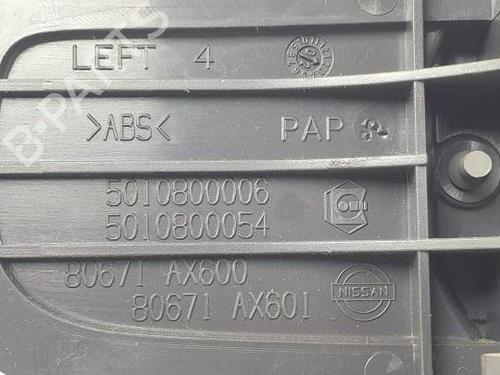 LEFT 4
>ABS< PAP
5010800006
5010800054
80671 AX600
80671 AX601
NISSAN
B-PARTS